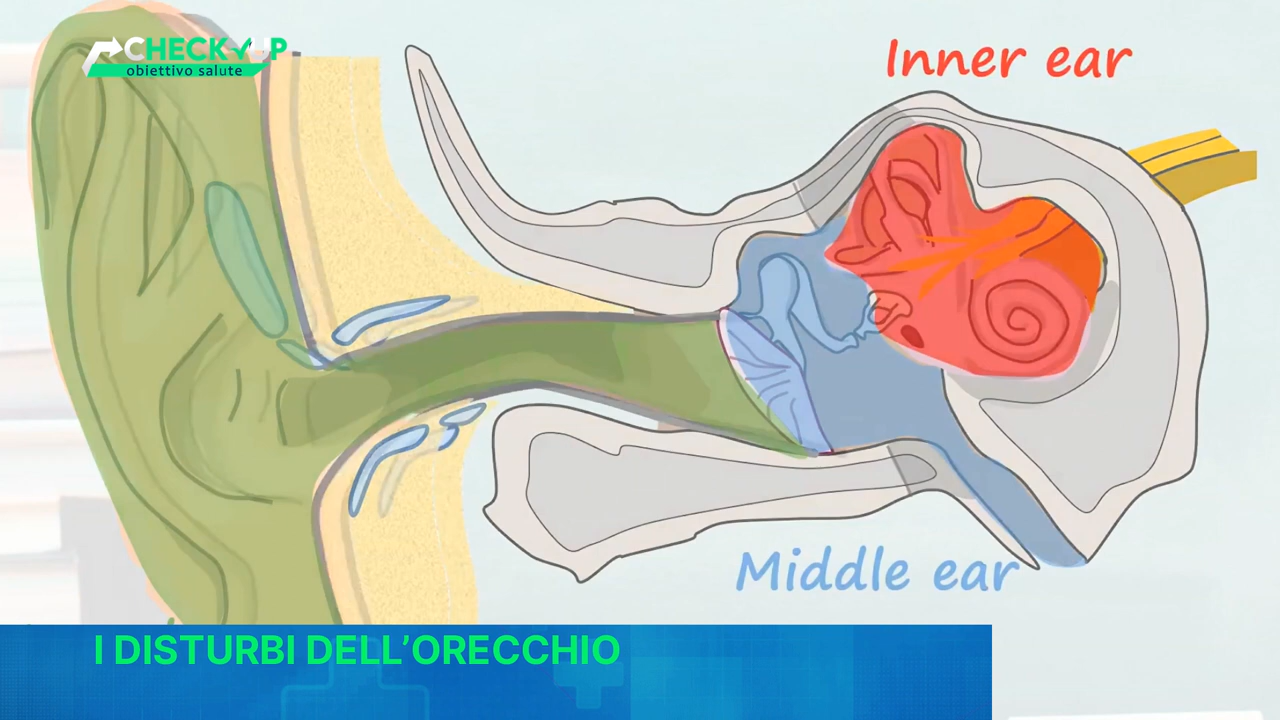 CHECK UP
obiettivo salute
Inner ear
Middle ear
I DISTURBI DELL'ORECCHIO